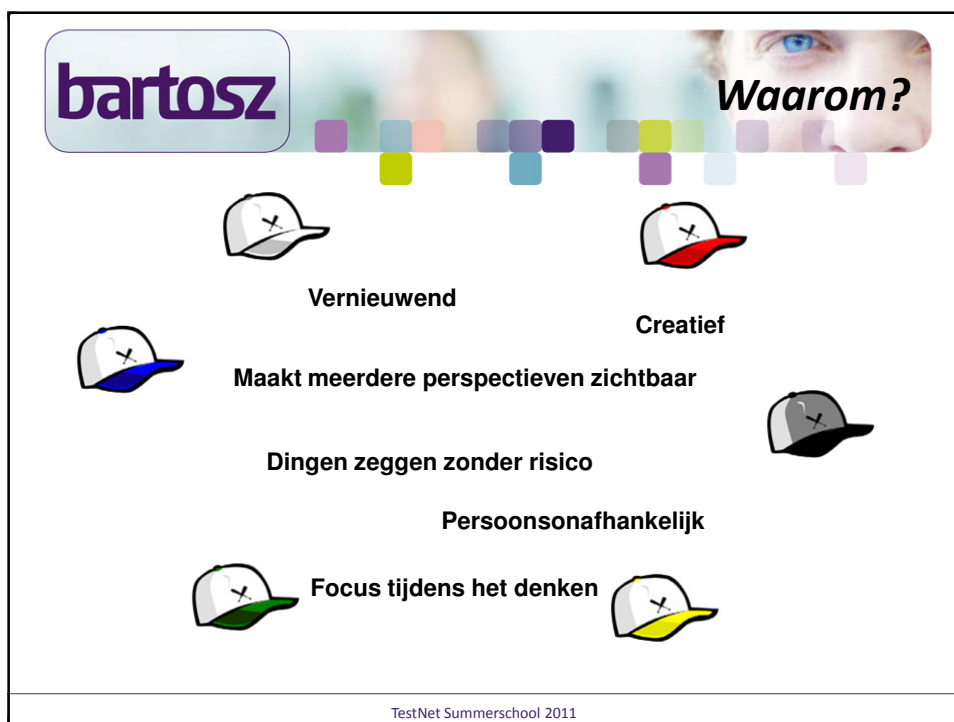 bartosz
Waarom?
Vernieuwend
Creatief
Maakt meerdere perspectieven zichtbaar
Dingen zeggen zonder risico
Persoonsonafhankelijk
Focus tijdens het denken
TestNet Summerschool 2011